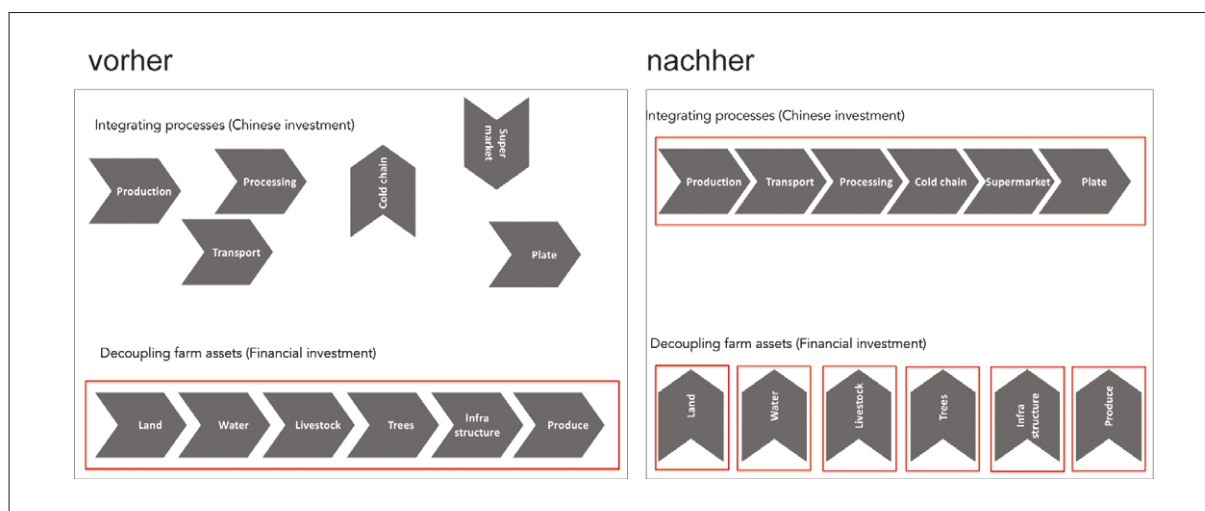 vorher
Integrating processes (Chinese investment)
Production
Processing
Transport
Cold chain
Super
market
Plate
Decoupling farm assets (Financial investment)
Land
Water
Livestock
Trees
Infra
structure
Produce
nachher
Integrating processes (Chinese investment)
Production
Transport
Processing
Cold chain
Supermarket
Plate
Decoupling farm assets (Financial investment)
Land
Water
Livestock
Trees
Infra
structure
Produce